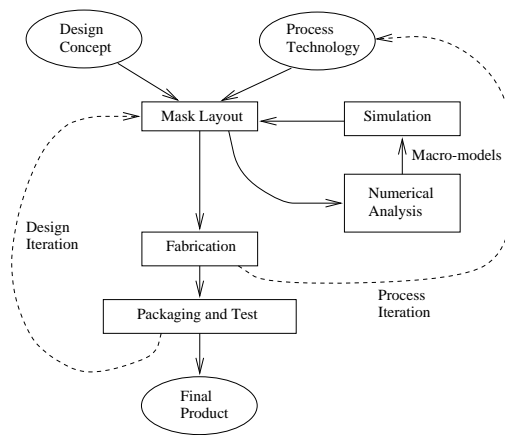 Design
Concept
Process
Technology
Mask Layout
Simulation
Macro-models
Numerical
Analysis
Design
Iteration
Fabrication
Process
Iteration
Packaging and Test
Final
Product